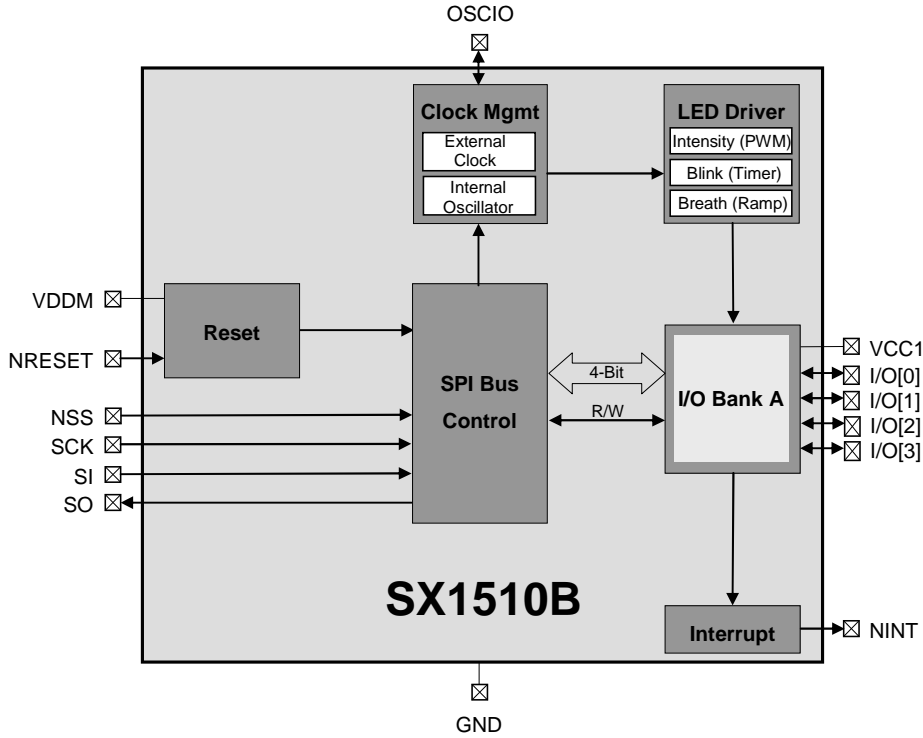 OSCIO
Clock Mgmt
External
Clock
Internal
Oscillator
LED Driver
Intensity (PWM)
Blink (Timer)
Breath (Ramp)
VDDM
NRESET
Reset
NSS
SCK
SI
SO
SPI Bus
Control
4-Bit
R/W
I/O Bank A
VCC1
I/O[0]
I/O[1]
I/O[2]
I/O[3]
SX1510B
Interrupt
NINT
GND